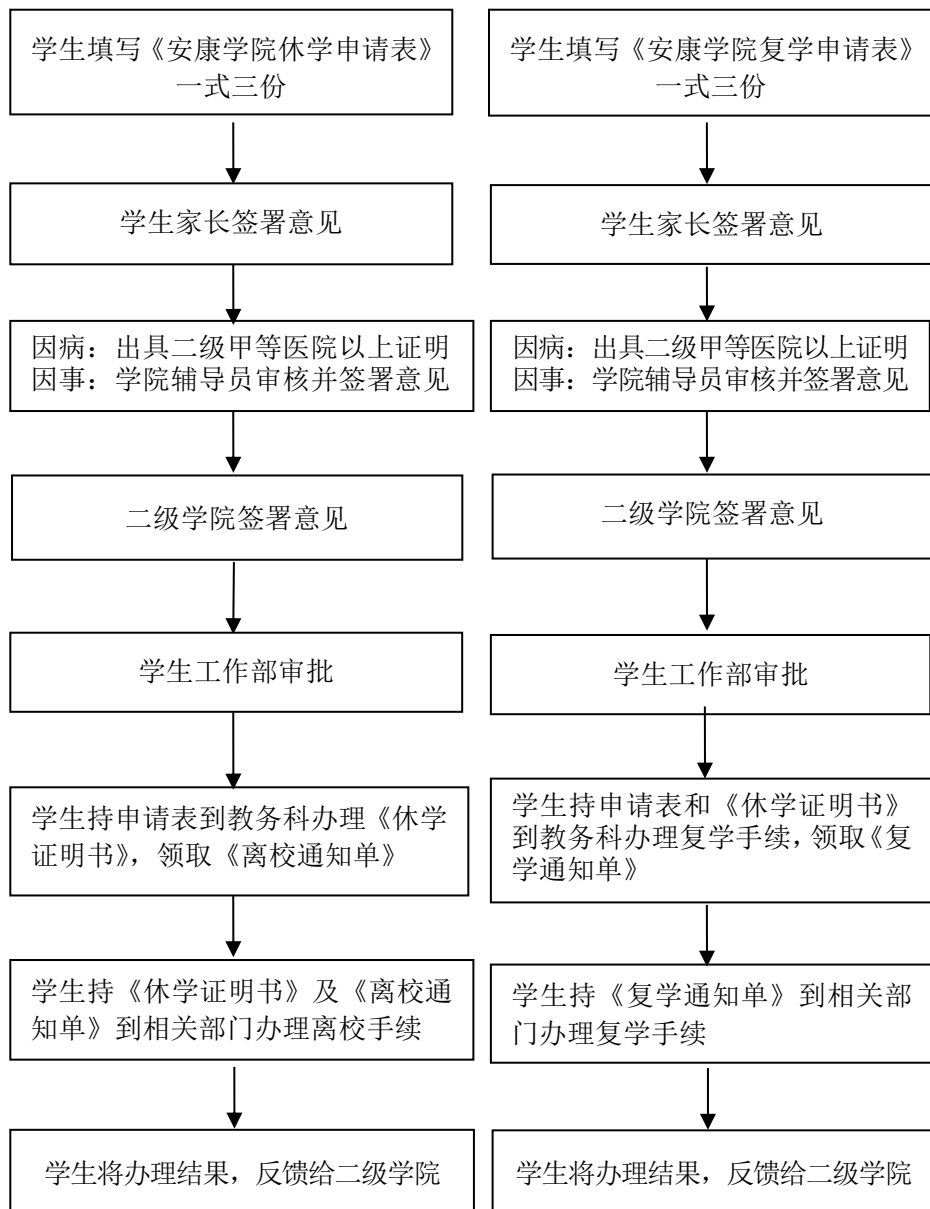 学生填写《安康学院休学申请表》
一式三份
学生家长签署意见
因病：出具二级甲等医院以上证明
因事：学院辅导员审核并签署意见
二级学院签署意见
学生工作部审批
学生持申请表到教务科办理《休学
证明书》，领取《离校通知单》
学生持《休学证明书》及《离校通
知单》到相关部门办理离校手续
学生将办理结果，反馈给二级学院
学生填写《安康学院复学申请表》
一式三份
学生家长签署意见
因病：出具二级甲等医院以上证明
因事：学院辅导员审核并签署意见
二级学院签署意见
学生工作部审批
学生持申请表和《休学证明书》
到教务科办理复学手续，领取《复
学通知单》
学生持《复学通知单》到相关部
门办理复学手续
学生将办理结果，反馈给二级学院